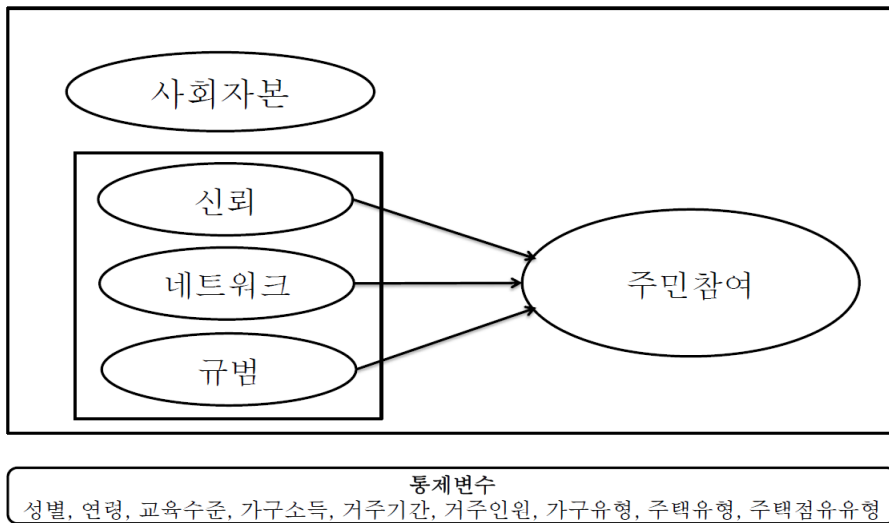 사회자본
신뢰
네트워크
주민참여
규범
통제변수
성별, 연령, 교육수준, 가구소득, 거주기간, 거주인원, 가구유형, 주택유형, 주택점유유형